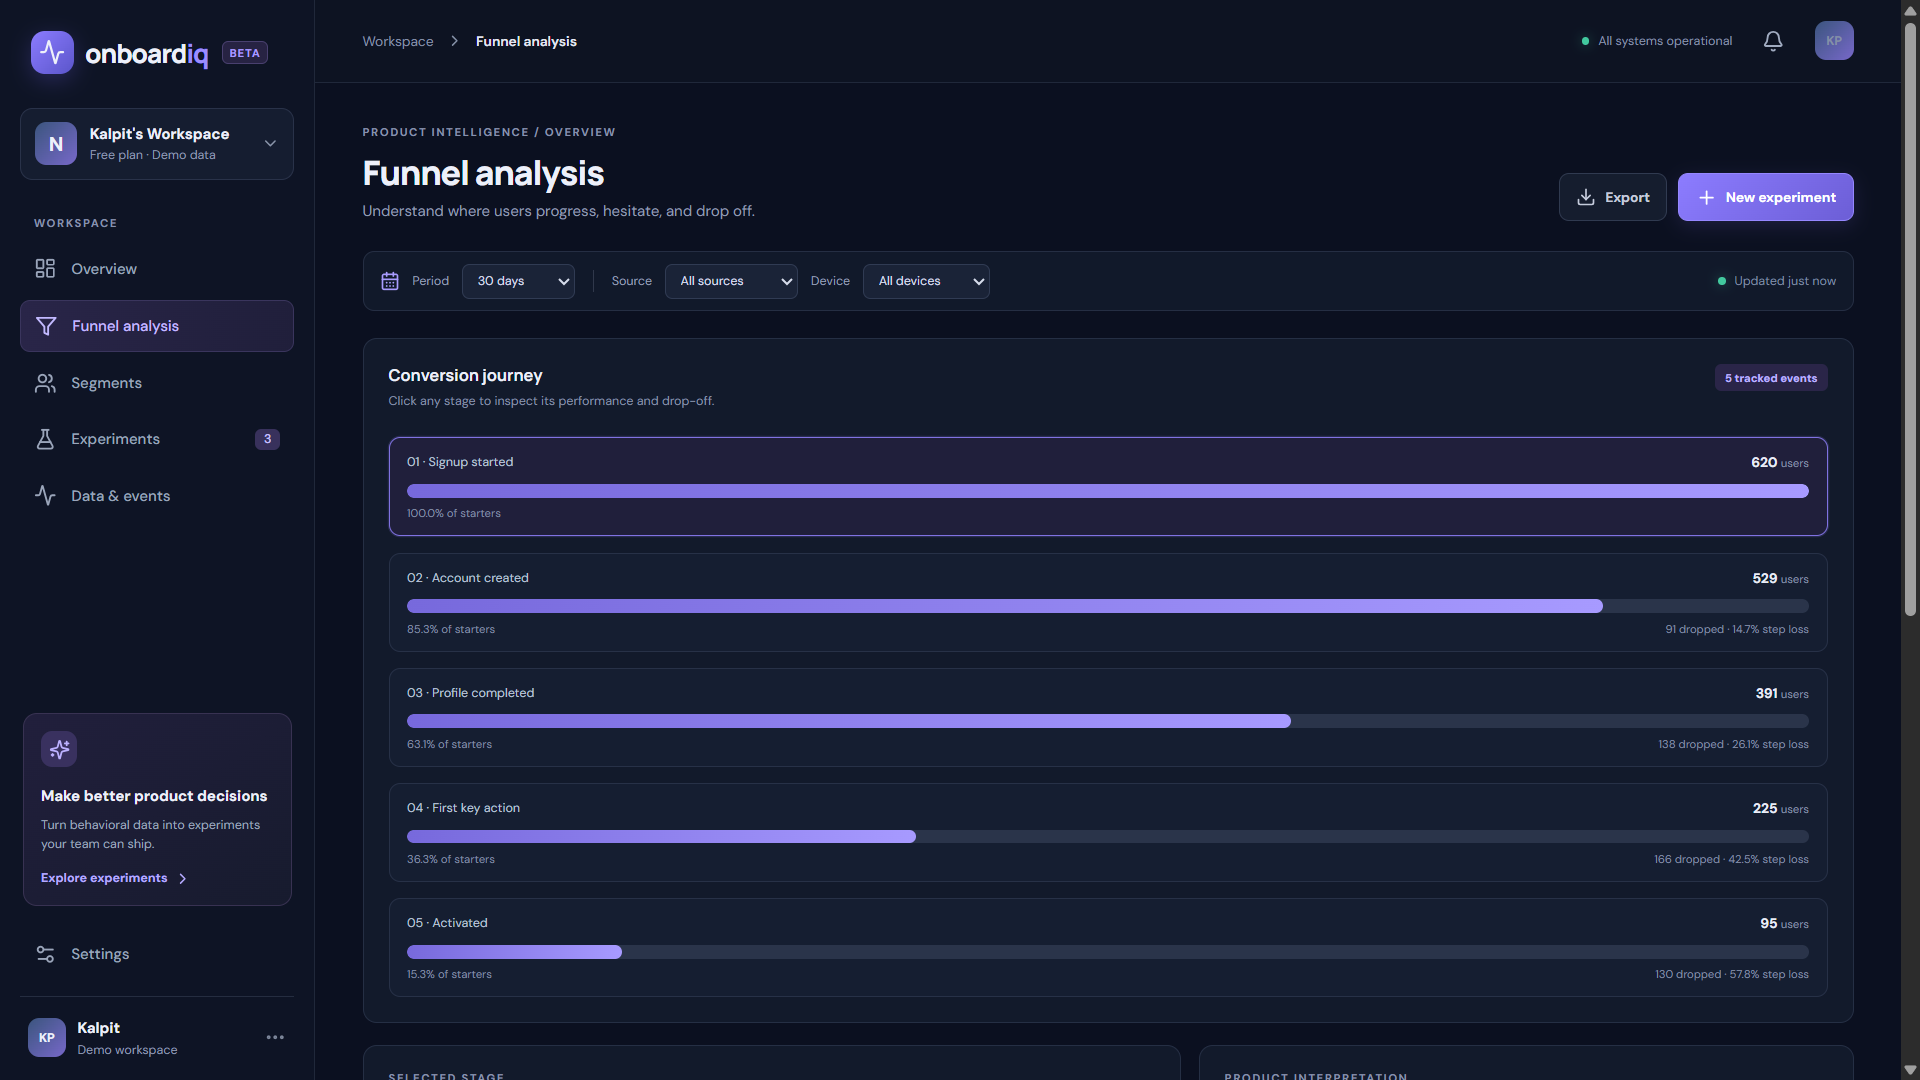 onboardiq BETA
N
Kalpit's Workspace
Free plan · Demo data
WORKSPACE
Overview
Funnel analysis
Segments
Experiments 3
Data & events
Make better product decisions
Turn behavioral data into experiments
your team can ship.
Explore experiments
Settings
KP
Kalpit
Demo workspace
Workspace > Funnel analysis
All systems operational
KP
PRODUCT INTELLIGENCE / OVERVIEW
Funnel analysis
Understand where users progress, hesitate, and drop off.
Export
New experiment
Period 30 days Source All sources Device All devices
Updated just now
Conversion journey
Click any stage to inspect its performance and drop-off.
5 tracked events
01 · Signup started 620 users
100.0% of starters
02 · Account created 529 users
85.3% of starters 91 dropped · 14.7% step loss
03 · Profile completed 391 users
63.1% of starters 138 dropped · 26.1% step loss
04 · First key action 225 users
36.3% of starters 166 dropped · 42.5% step loss
05 · Activated 95 users
15.3% of starters 130 dropped · 57.8% step loss
SELECTED STAGE
PRODUCT INTERPRETATION